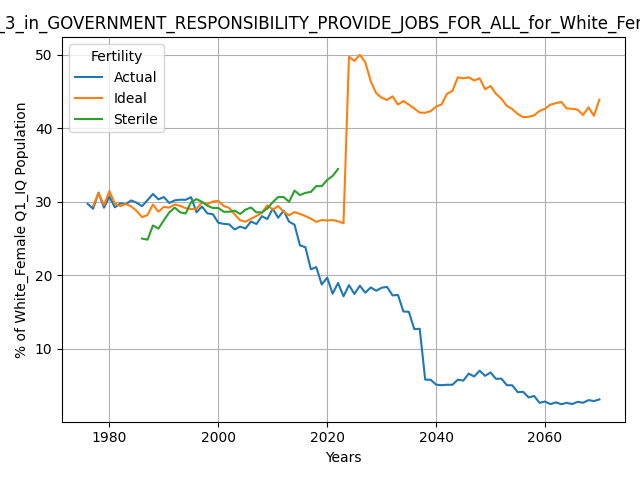 _3_in_GOVERNMENT_RESPONSIBILITY_PROVIDE_JOBS_FOR_ALL_for_White_Fer
Fertility
Actual
Ideal
Sterile
% of White_Female Q1_IQ Population
50
40
30
20
10
1980 2000 2020 2040 2060
Years